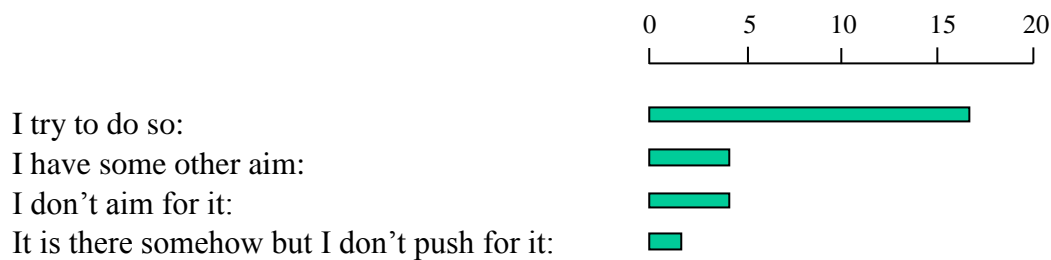 0 5 10 15 20
I try to do so:
I have some other aim:
I don’t aim for it:
It is there somehow but I don’t push for it: